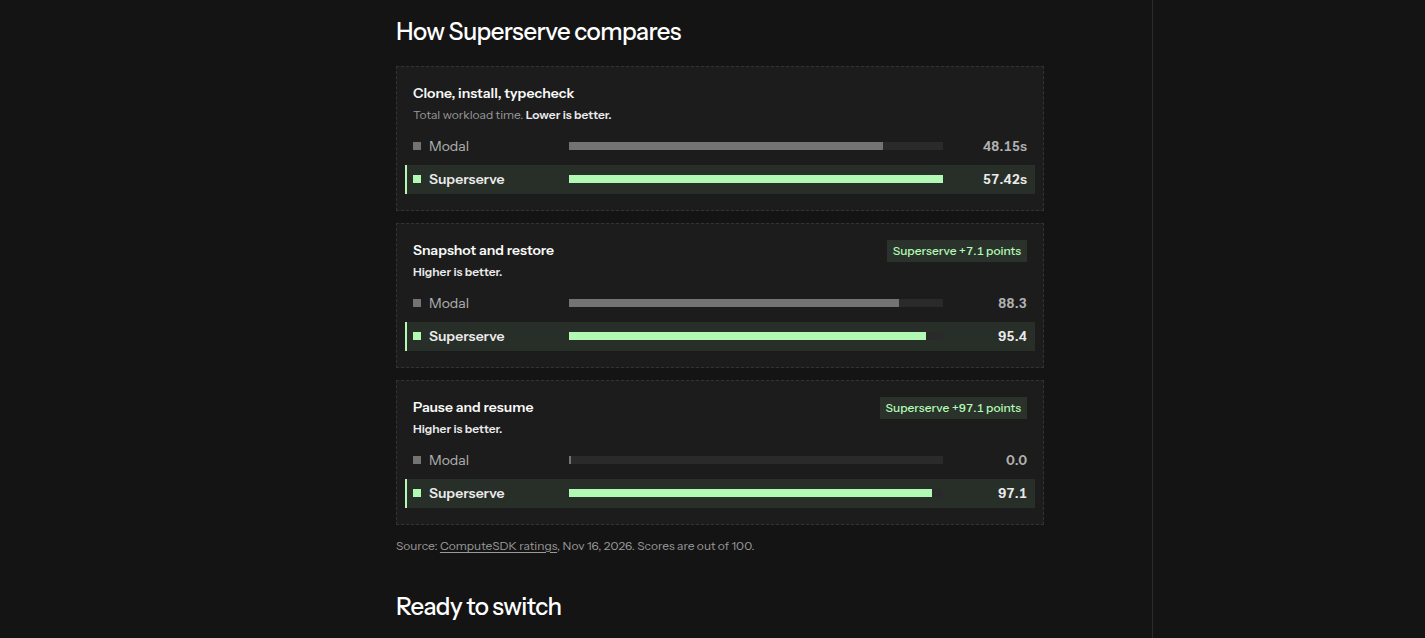 How Superserve compares
Clone, install, typecheck
Total workload time. Lower is better.
Modal 48.15s
Superserve 57.42s
Snapshot and restore Superserve +7.1 points
Higher is better.
Modal 88.3
Superserve 95.4
Pause and resume Superserve +97.1 points
Higher is better.
Modal 0.0
Superserve 97.1
Source: ComputeSDK ratings, Nov 16, 2026. Scores are out of 100.
Ready to switch